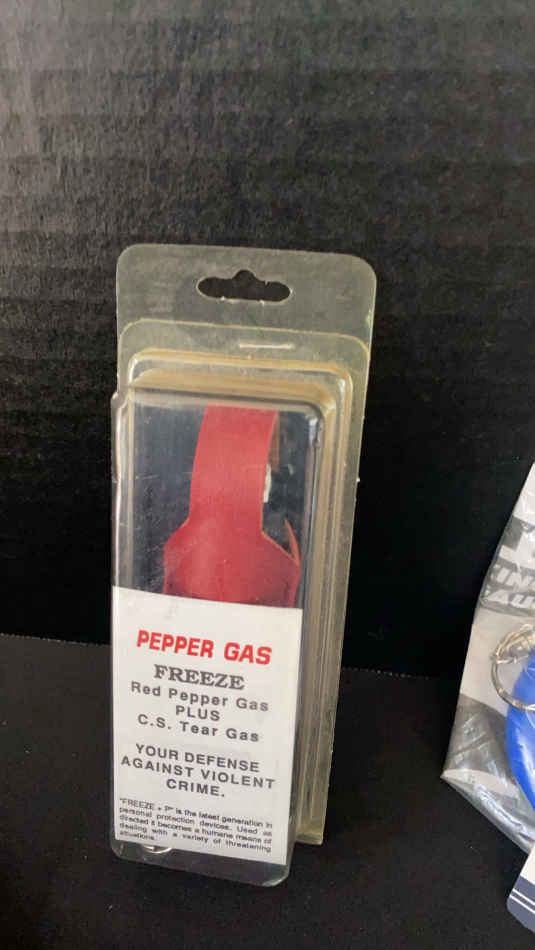 PEPPER GAS
FREEZE
Red Pepper Gas
PLUS
C.S. Tear Gas
YOUR DEFENSE
AGAINST VIOLENT
CRIME.
"FREEZE + P" is the latest generation in
personal protection devices. Used as
directed it becomes a humane means of
dealing with a variety of threatening
situations.